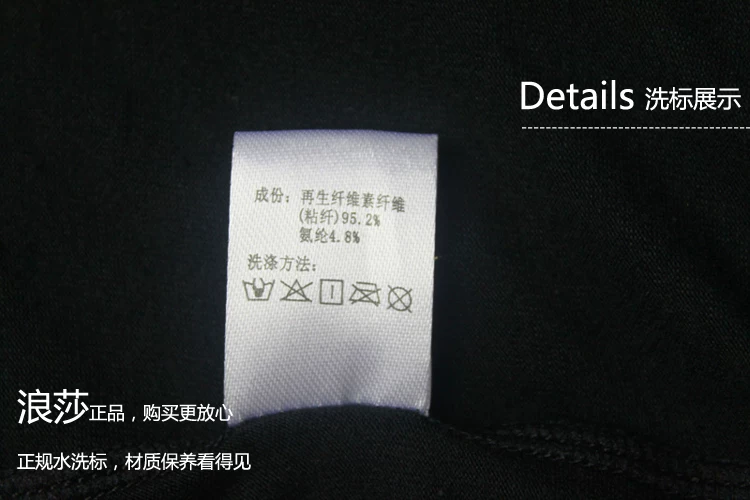 Details 洗标展示
成份：再生纤维素纤维
(粘纤)95.2%
氨纶4.8%
洗涤方法：
浪莎正品，购买更放心
正规水洗标，材质保养看得见